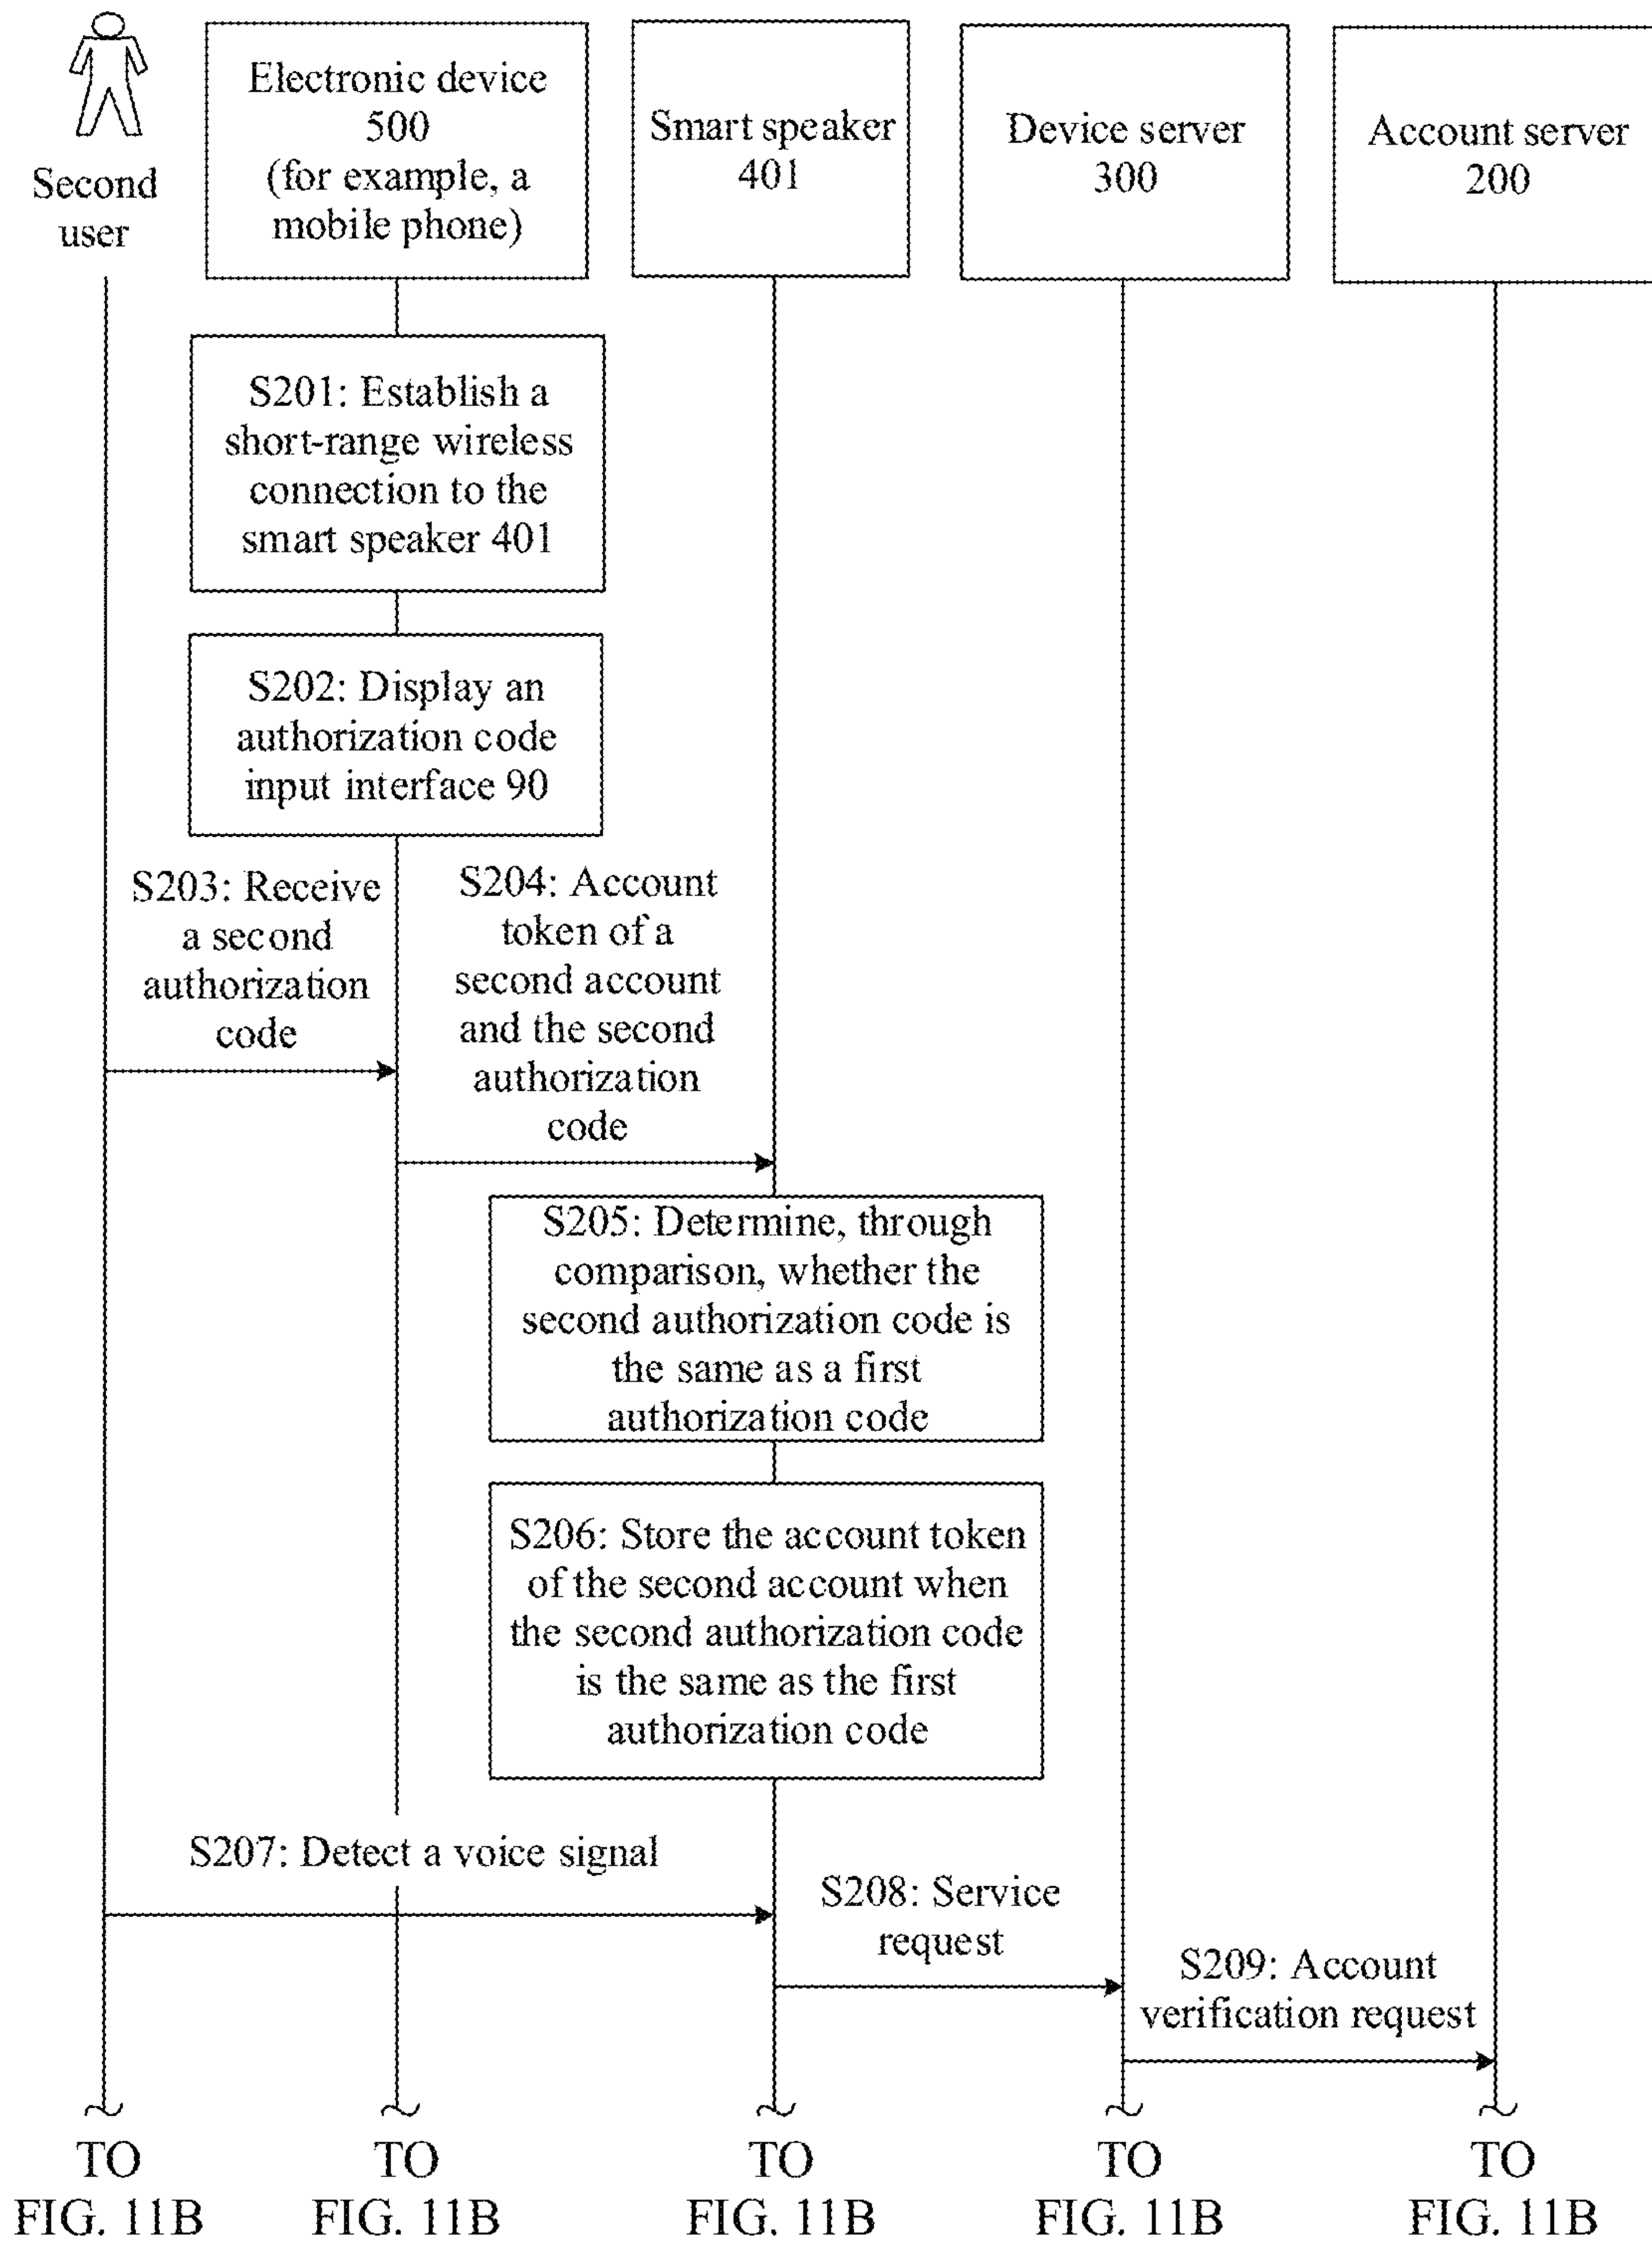 Second
user
Electronic device
500
(for example, a
mobile phone)
Smart speaker
401
Device server
300
Account server
200
S201: Establish a
short-range wireless
connection to the
smart speaker 401
S202: Display an
authorization code
input interface 90
S203: Receive
a second
authorization
code
S204: Account
token of a
second account
and the second
authorization
code
S205: Determine, through
comparison, whether the
second authorization code is
the same as a first
authorization code
S206: Store the account token
of the second account when
the second authorization code
is the same as the first
authorization code
S207: Detect a voice signal
S208: Service
request
S209: Account
verification request
TO
FIG. 11B
TO
FIG. 11B
TO
FIG. 11B
TO
FIG. 11B
TO
FIG. 11B